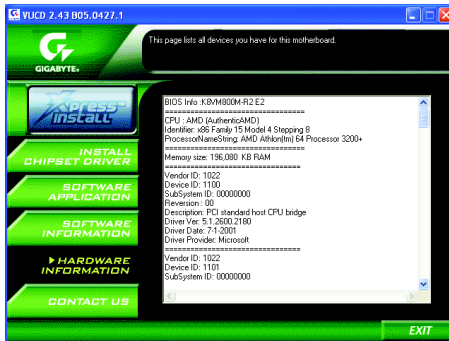 VUCD 2.43 B05.0427.1
GIGABYTE
This page lists all devices you have for this motherboard.
Xpress™
Install
INSTALL
CHIPSET DRIVER
SOFTWARE
APPLICATION
SOFTWARE
INFORMATION
HARDWARE
INFORMATION
CONTACT US
BIOS Info :K8VM800M-R2 E2
=================================
CPU : AMD (AuthenticAMD)
Identifier: x86 Family 15 Model 4 Stepping 8
ProcessorNameString: AMD Athlon(tm) 64 Processor 3200+
=================================
Memory size: 196,080 KB RAM
=================================
Vendor ID: 1022
Device ID: 1100
SubSystem ID: 00000000
Reversion : 00
Description: PCI standard host CPU bridge
Driver Ver: 5.1.2600.2180
Driver Date: 7-1-2001
Driver Provider: Microsoft
=================================
Vendor ID: 1022
Device ID: 1101
SubSystem ID: 00000000
EXIT